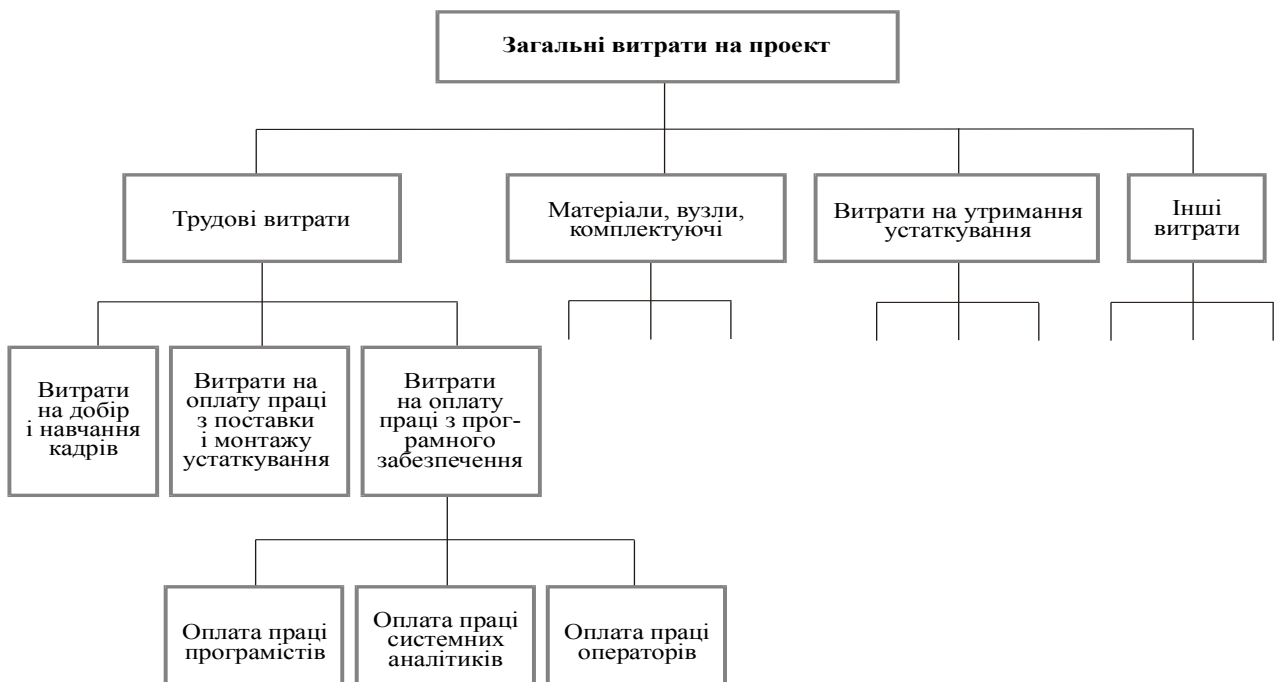 Загальні витрати на проект
Трудові витрати
Матеріали, вузли,
комплектуючі
Витрати на утримання
устаткування
Інші
витрати
Витрати
на добір
і навчання
кадрів
Витрати на
оплату праці
з поставки
і монтажу
устаткування
Витрати
на оплату
праці з прог-
рамного
забезпечення
Оплата праці
програмістів
Оплата праці
системних
аналітиків
Оплата праці
операторів